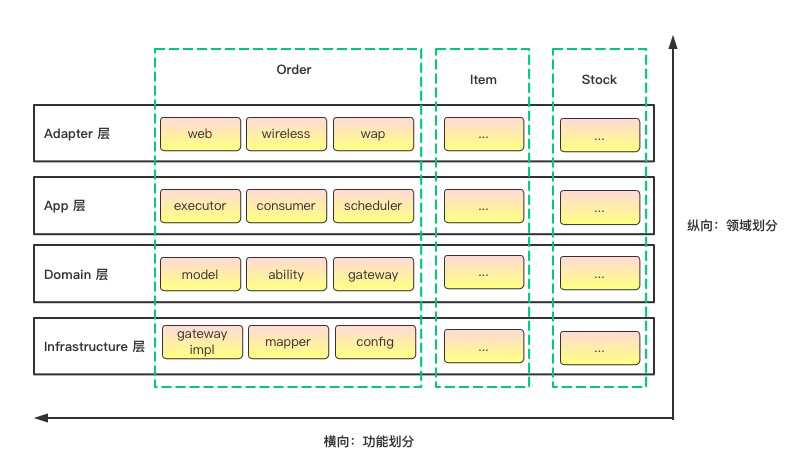 Order
Item
Stock
Adapter 层
web
wireless
wap
...
...
App 层
executor
consumer
scheduler
...
...
纵向：领域划分
Domain 层
model
ability
gateway
...
...
Infrastructure 层
gateway
impl
mapper
config
...
...
横向：功能划分